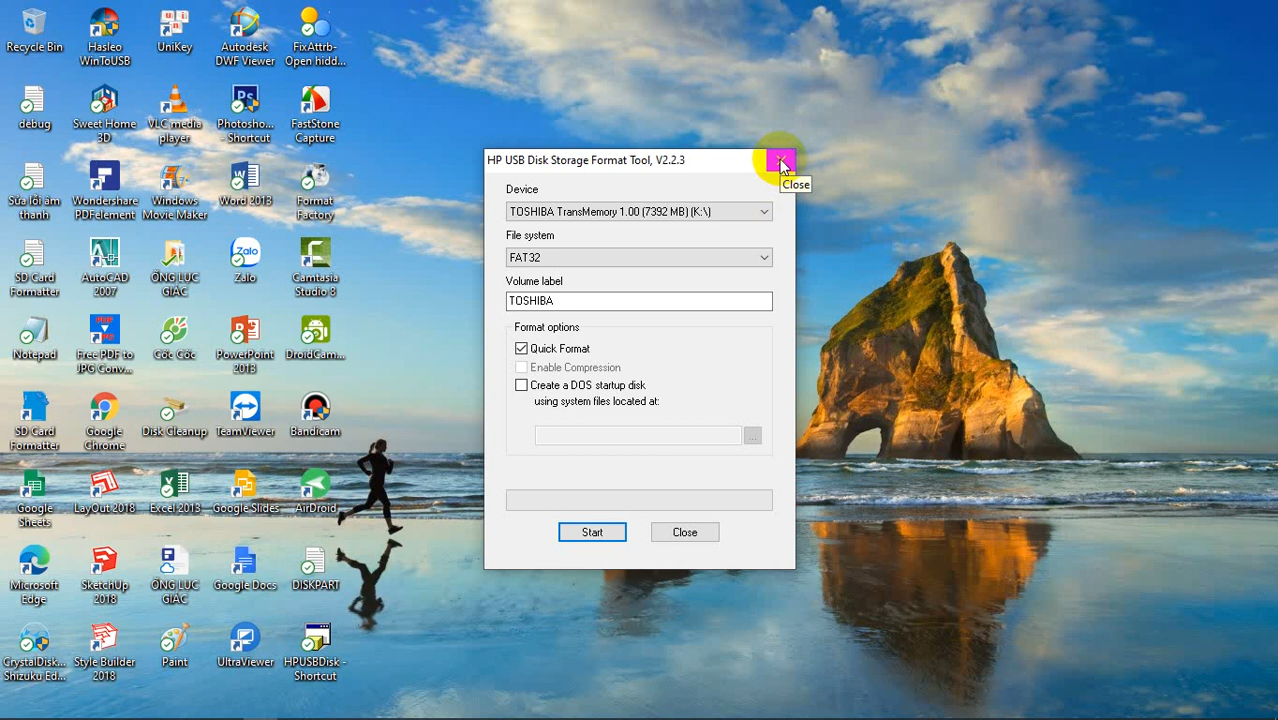 Recycle Bin
Hasleo
WinToUSB
UniKey
Autodesk
DWF Viewer
FixAttrb-
Open hidd...
debug
Sweet Home
3D
VLC media
player
Photosho...
- Shortcut
FastStone
Capture
Sửa lỗi âm
thanh
Wondershare
PDFelement
Windows
Movie Maker
Word 2013
Format
Factory
SD Card
Formatter
AutoCAD
2007
ÔNG LUC
GIÁC
Zalo
Camtasia
Studio 8
Notepad
Free PDF to
JPG Conv...
Cốc Cốc
PowerPoint
2013
DroidCam...
SD Card
Formatter
Google
Chrome
Disk Cleanup
TeamViewer
Bandicam
Google
Sheets
LayOut 2018
Excel 2013
Google Slides
AirDroid
Microsoft
Edge
SketchUp
2018
ÔNG LUC
GIÁC
Google Docs
DISKPART
CrystalDisk...
Shizuku Ed...
Style Builder
2018
Paint
UltraViewer
HPUSBDisk -
Shortcut
HP USB Disk Storage Format Tool, V2.2.3
Close
Device
TOSHIBA TransMemory 1.00 (7392 MB) (K:\)
File system
FAT32
Volume label
TOSHIBA
Format options
Quick Format
Enable Compression
Create a DOS startup disk
using system files located at:
...
Start
Close